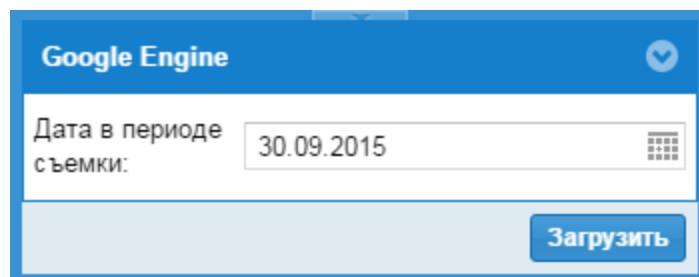 Google Engine
Дата в периоде
съемки:
30.09.2015
Загрузить